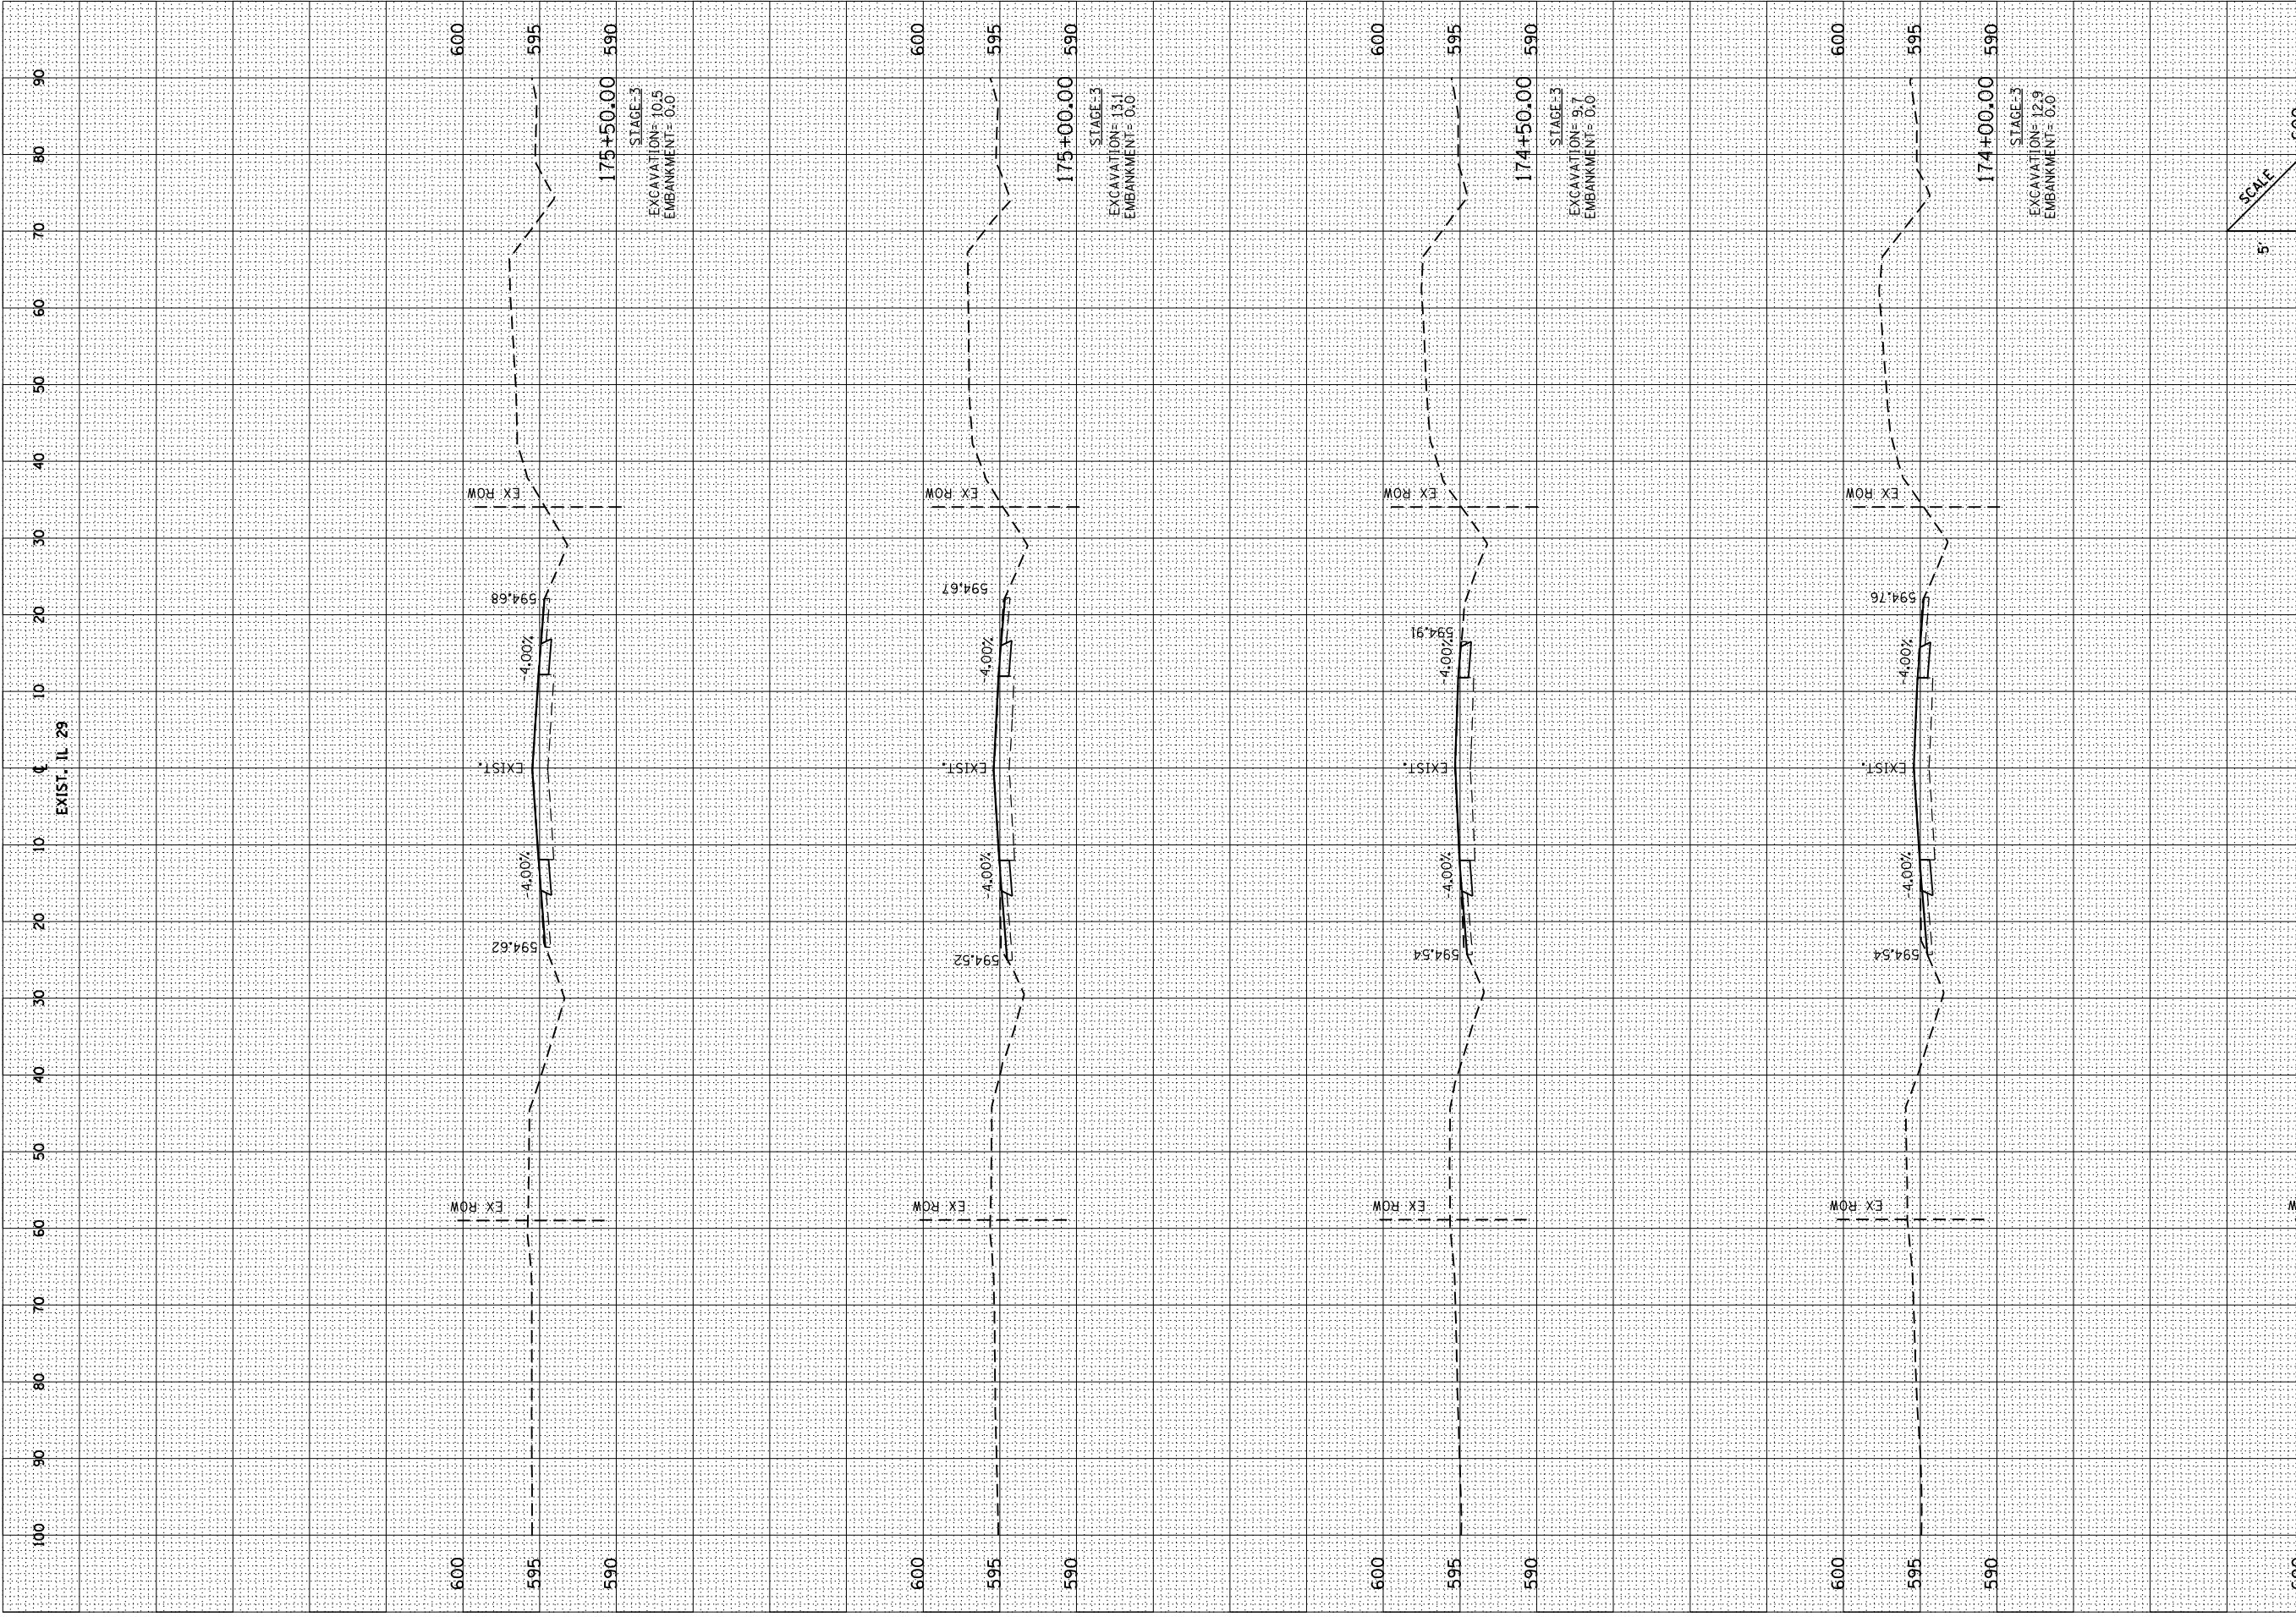 100 90 80 70 60 50 40 30 20 10 ℄ 10 20 30 40 50 60 70 80 90
EXIST. IL 29
600 600
EX ROW EX ROW
594.62 -4.00% EXIST. -4.00% 594.68
595 595
590 590
175+50.00
STAGE-3
EXCAVATION= 10.5
EMBANKMENT= 0.0
600 600
EX ROW EX ROW
594.52 -4.00% EXIST. -4.00% 594.67
595 595
590 590
175+00.00
STAGE-3
EXCAVATION= 13.1
EMBANKMENT= 0.0
600 600
EX ROW EX ROW
594.54 -4.00% EXIST. -4.00% 594.91
595 595
590 590
174+50.00
STAGE-3
EXCAVATION= 9.7
EMBANKMENT= 0.0
600 600
EX ROW EX ROW
594.54 -4.00% EXIST. -4.00% 594.76
595 595
590 590
174+00.00
STAGE-3
EXCAVATION= 12.9
EMBANKMENT= 0.0
SCALE
5'